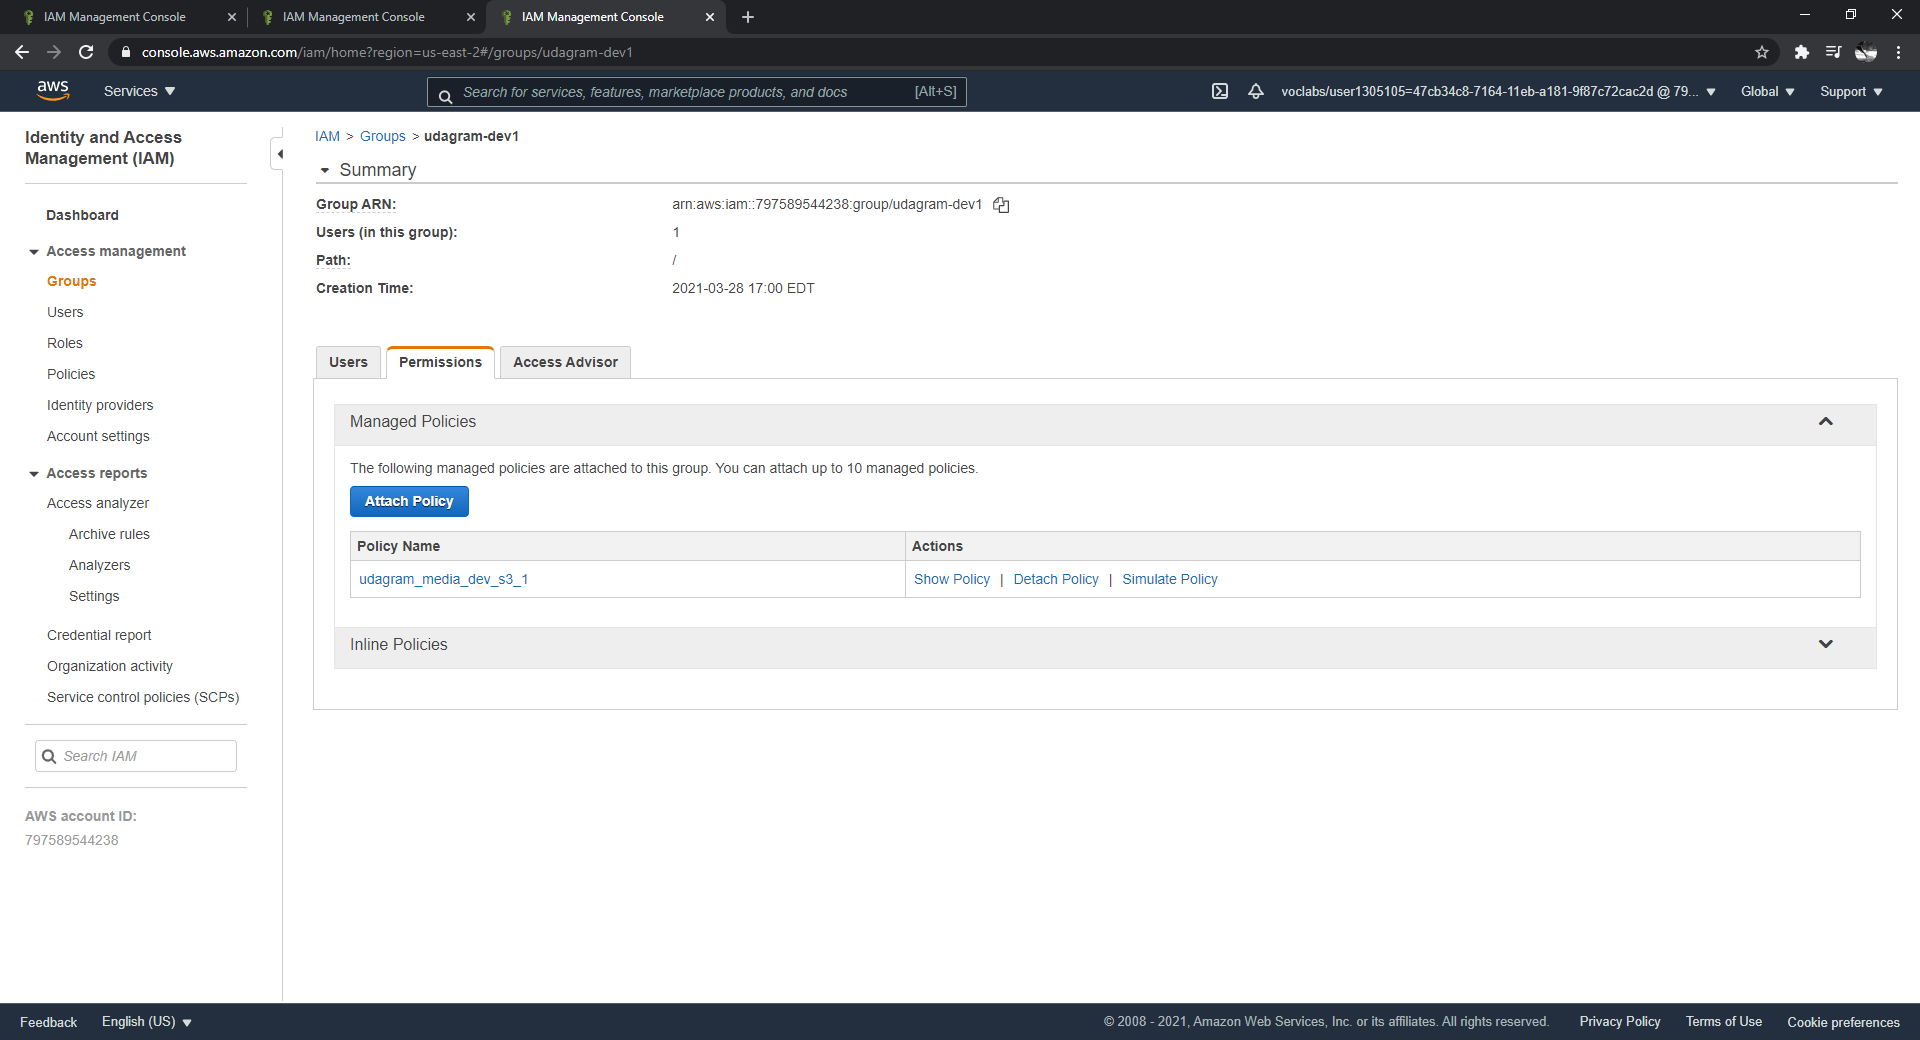 IAM Management Console
IAM Management Console
IAM Management Console
console.aws.amazon.com/iam/home?region=us-east-2#/groups/udagram-dev1
aws
Services
Search for services, features, marketplace products, and docs
[Alt+S]
voclabs/user1305105=47cb34c8-7164-11eb-a181-9f87c72cac2d @ 79...
Global
Support
Identity and Access
Management (IAM)
Dashboard
Access management
Groups
Users
Roles
Policies
Identity providers
Account settings
Access reports
Access analyzer
Archive rules
Analyzers
Settings
Credential report
Organization activity
Service control policies (SCPs)
Search IAM
AWS account ID:
797589544238
IAM > Groups > udagram-dev1
Summary
Group ARN: arn:aws:iam::797589544238:group/udagram-dev1
Users (in this group): 1
Path: /
Creation Time: 2021-03-28 17:00 EDT
Users
Permissions
Access Advisor
Managed Policies
The following managed policies are attached to this group. You can attach up to 10 managed policies.
Attach Policy
Policy Name Actions
udagram_media_dev_s3_1 Show Policy | Detach Policy | Simulate Policy
Inline Policies
Feedback
English (US)
© 2008 - 2021, Amazon Web Services, Inc. or its affiliates. All rights reserved.
Privacy Policy
Terms of Use
Cookie preferences